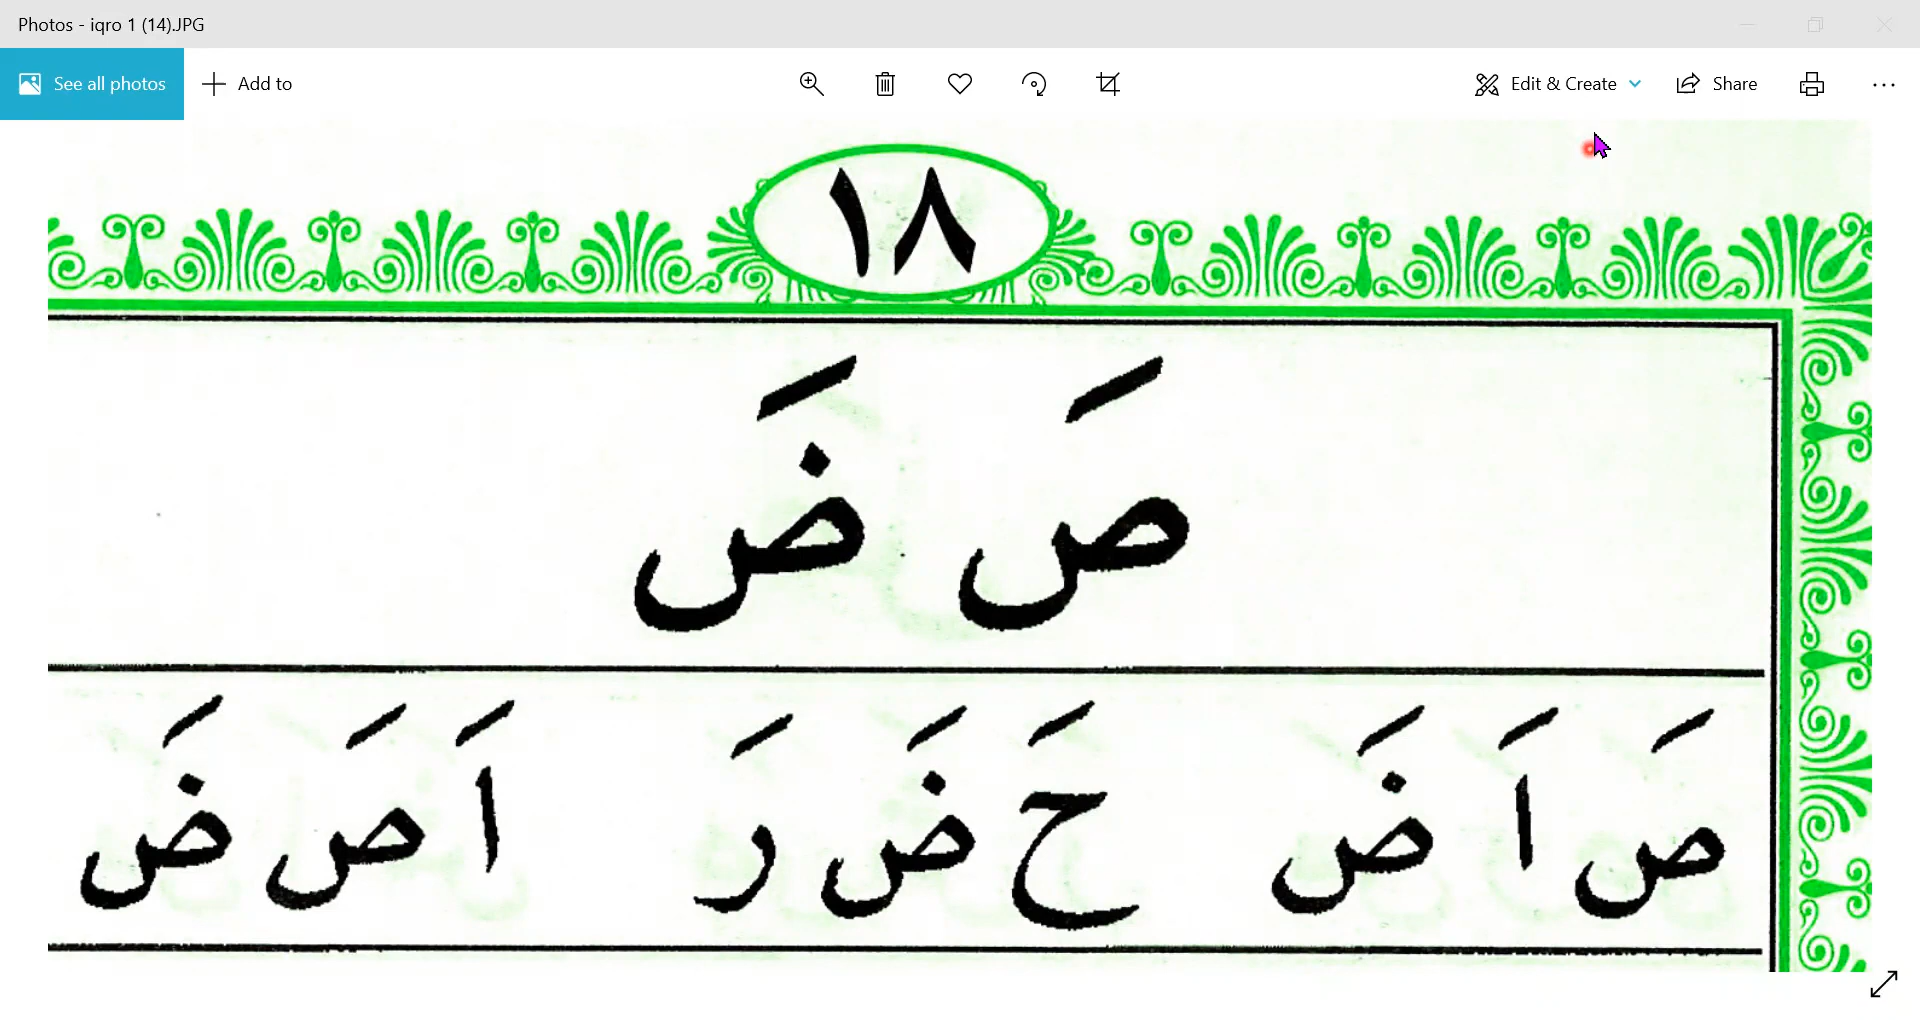 Photos - iqro 1 (14).JPG
See all photos
Add to
Edit & Create
Share
١٨
صَ ضَ
صَ اَ ضَ حَ ضَ رَ اَ صَ ضَ